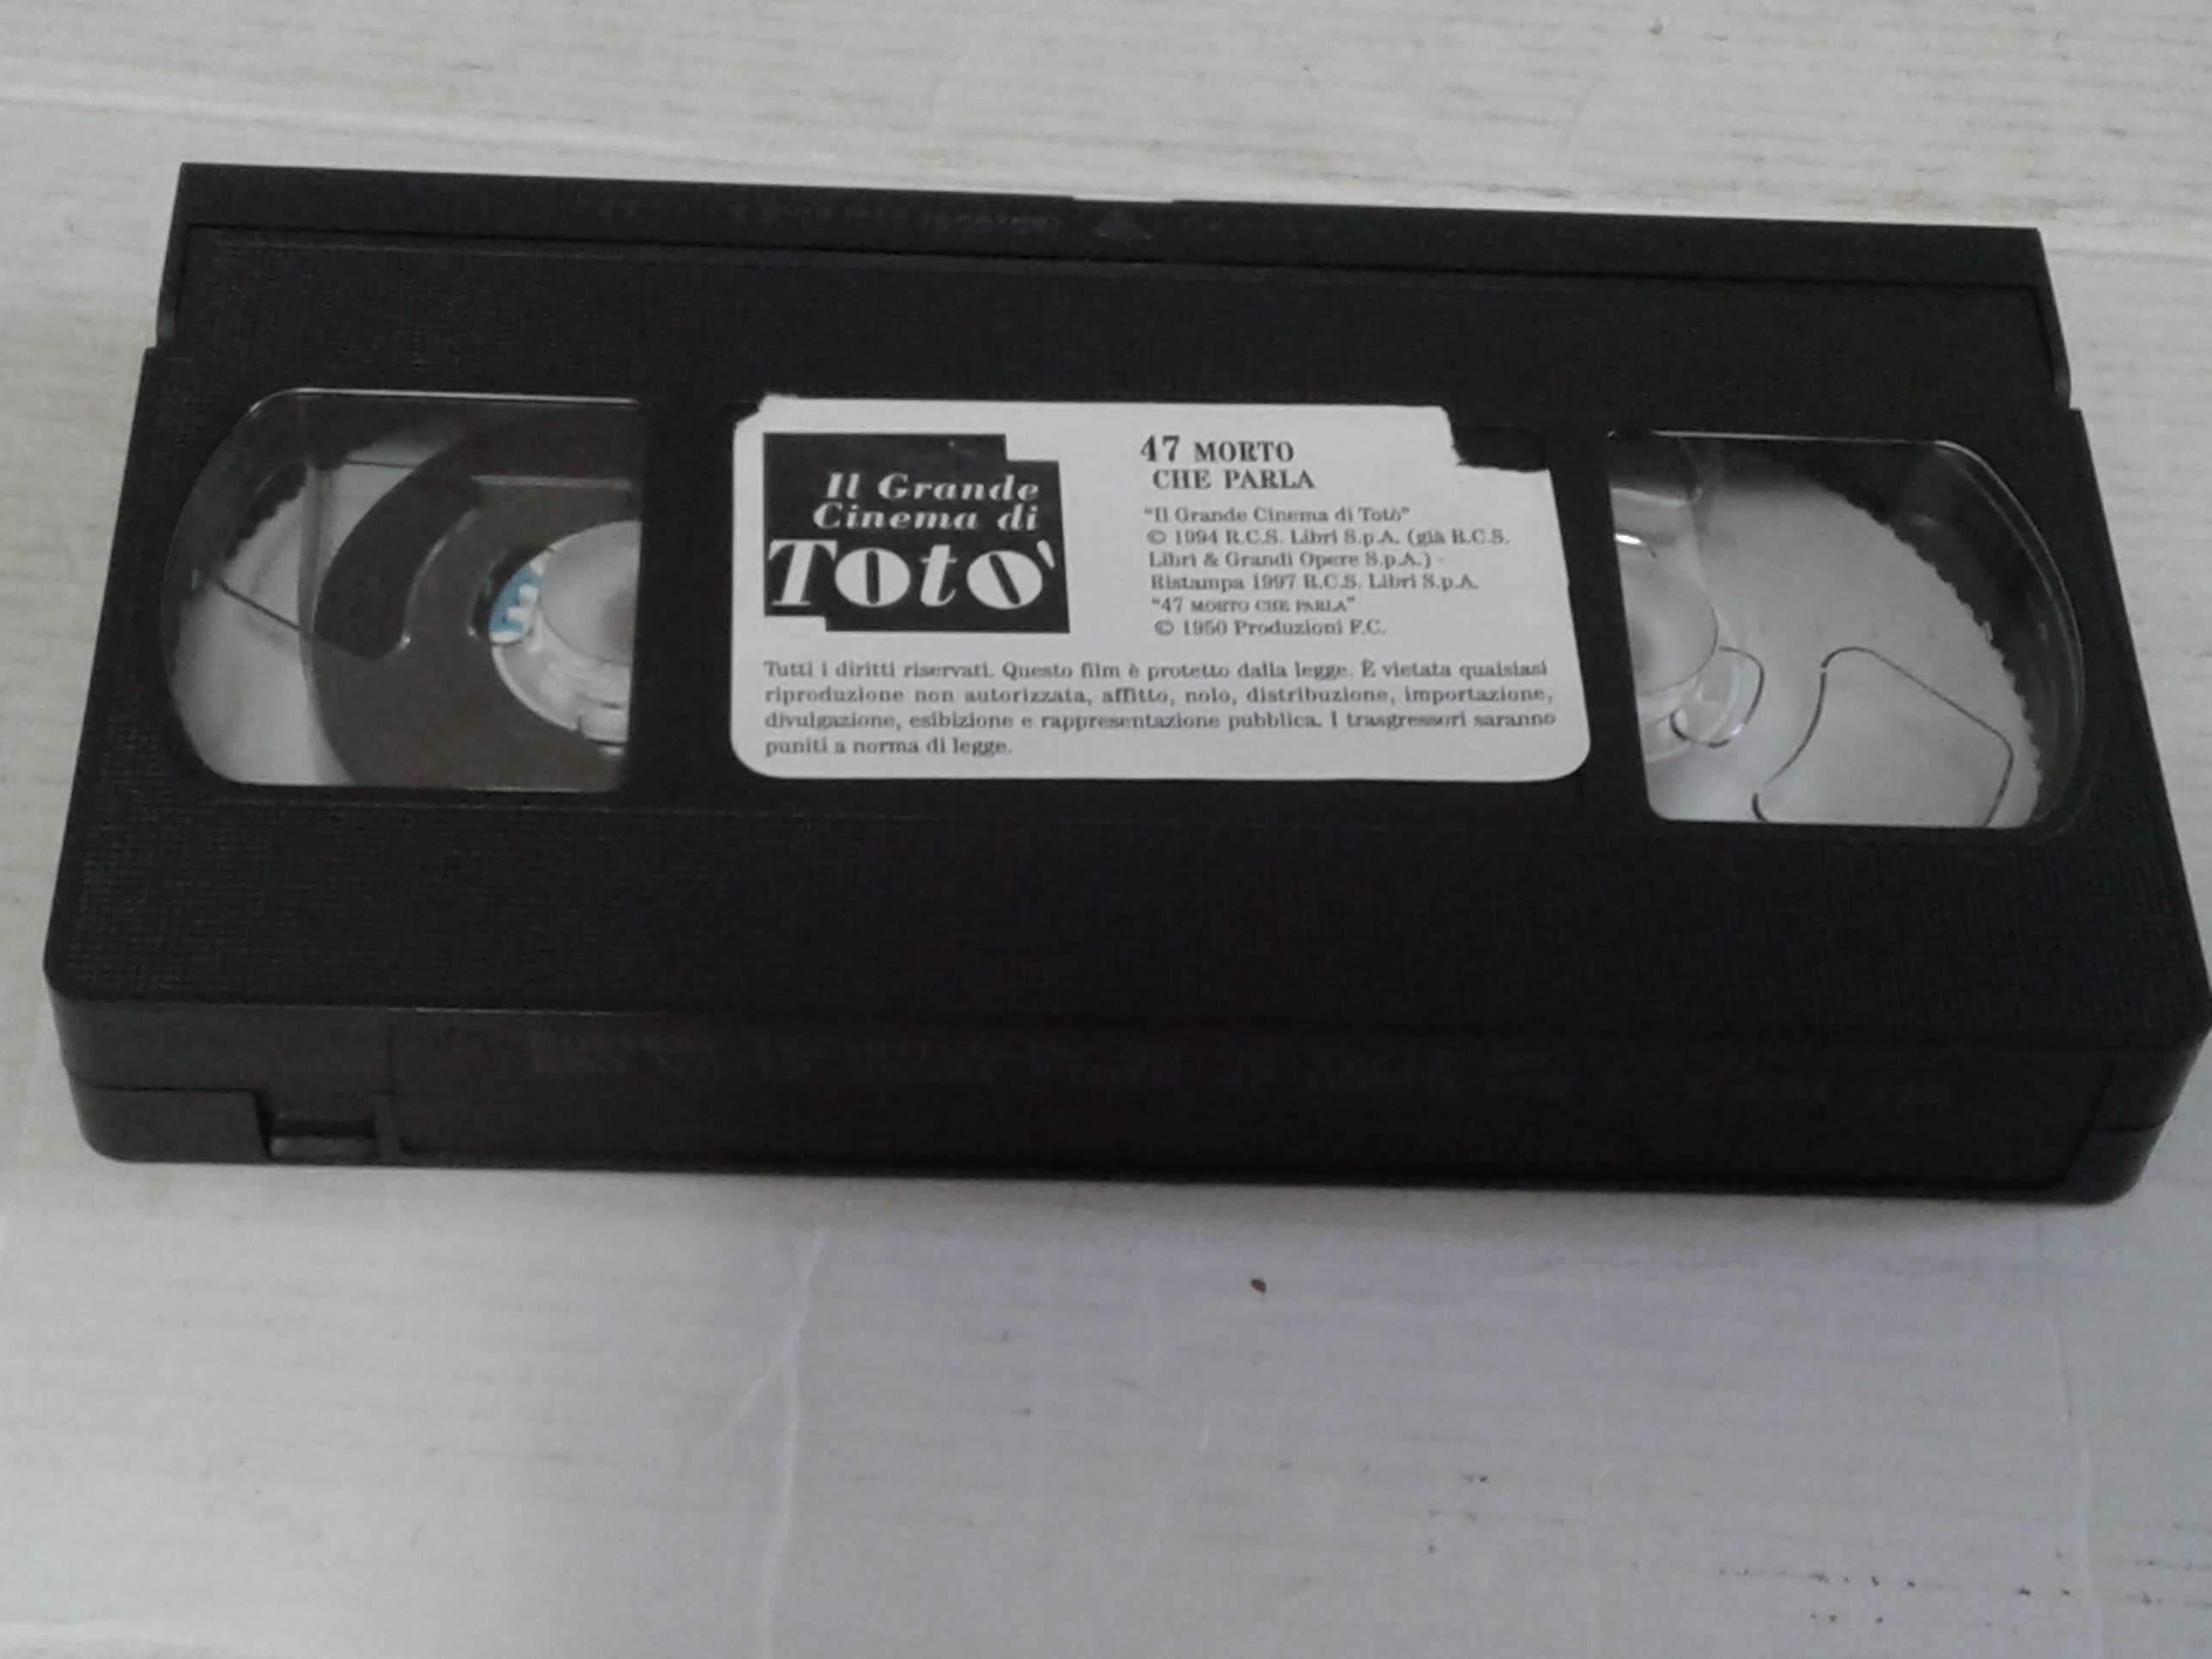 Il Grande
Cinema di
Totò
47 MORTO
CHE PARLA
"Il Grande Cinema di Totò"
© 1994 R.C.S. Libri S.p.A. (già R.C.S.
Libri & Grandi Opere S.p.A.) -
Ristampa 1997 R.C.S. Libri S.p.A.
"47 MORTO CHE PARLA"
© 1950 Produzioni F.C.
Tutti i diritti riservati. Questo film è protetto dalla legge. È vietata qualsiasi
riproduzione non autorizzata, affitto, nolo, distribuzione, importazione,
divulgazione, esibizione e rappresentazione pubblica. I trasgressori saranno
puniti a norma di legge.